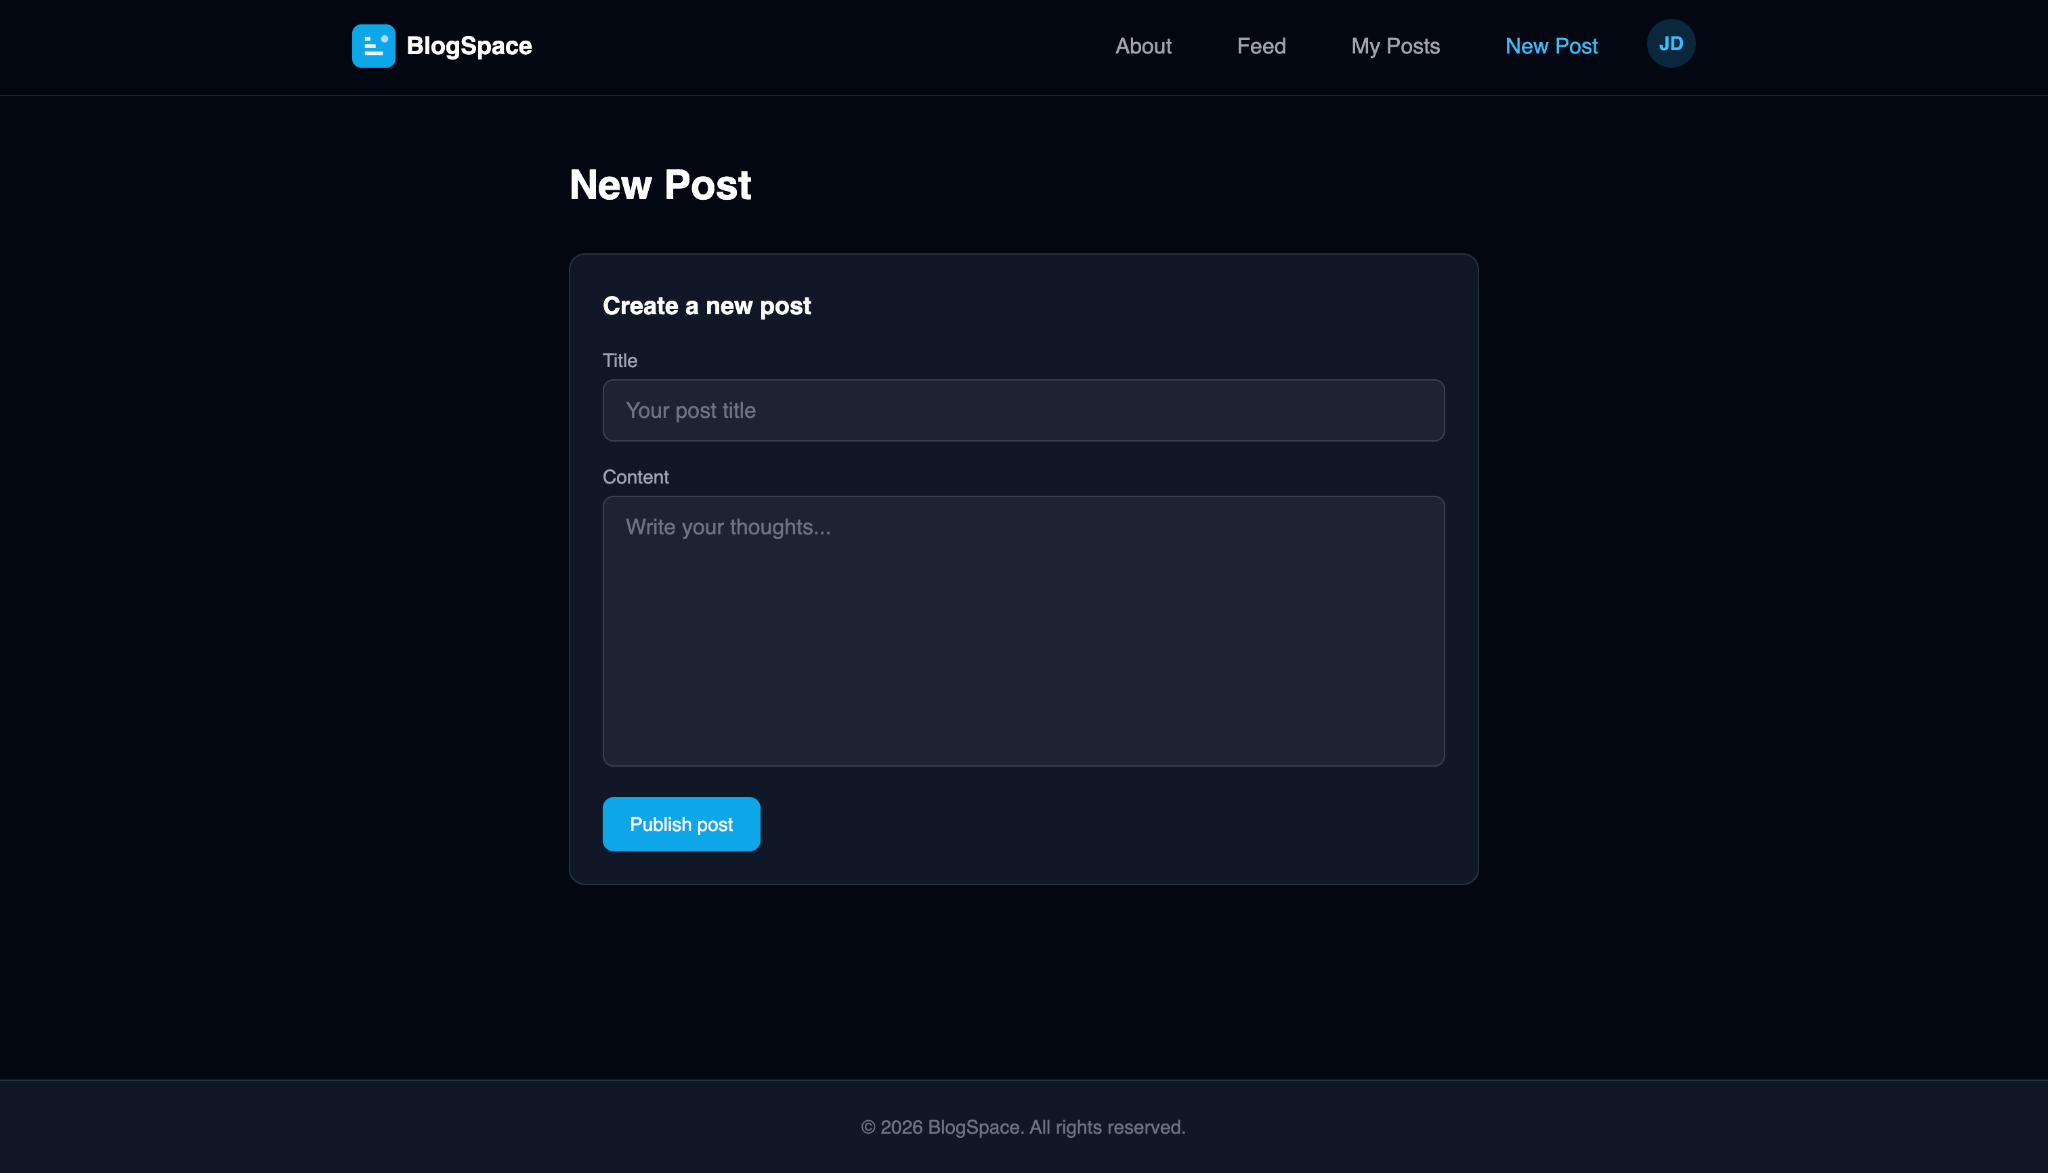 BlogSpace
About
Feed
My Posts
New Post
JD
New Post
Create a new post
Title
Your post title
Content
Write your thoughts...
Publish post
© 2026 BlogSpace. All rights reserved.